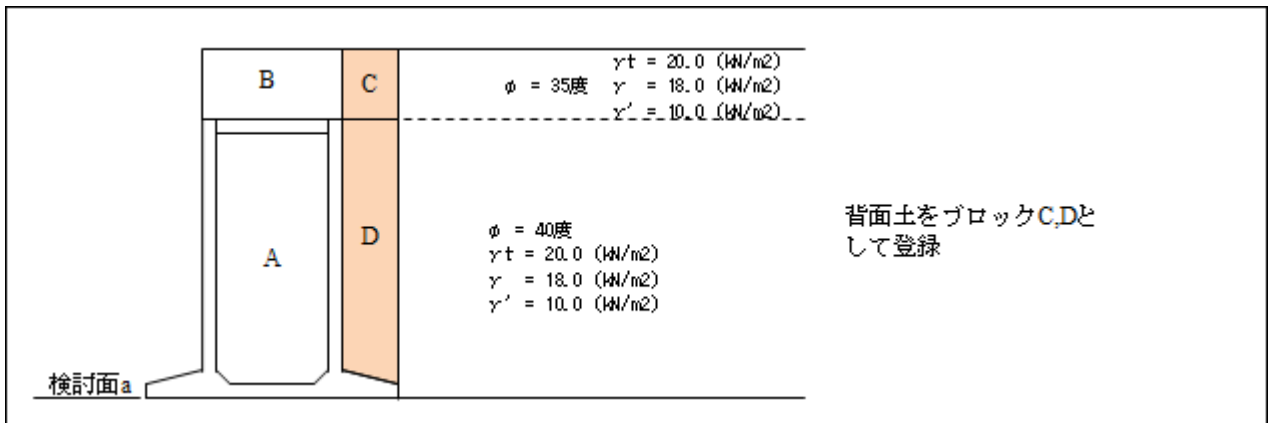 B
C
γt = 20.0 (kN/m2)
φ = 35度 γ = 18.0 (kN/m2)
γ' = 10.0 (kN/m2)
A
D
φ = 40度
γt = 20.0 (kN/m2)
γ = 18.0 (kN/m2)
γ' = 10.0 (kN/m2)
背面土をブロックC,Dと
して登録
検討面a